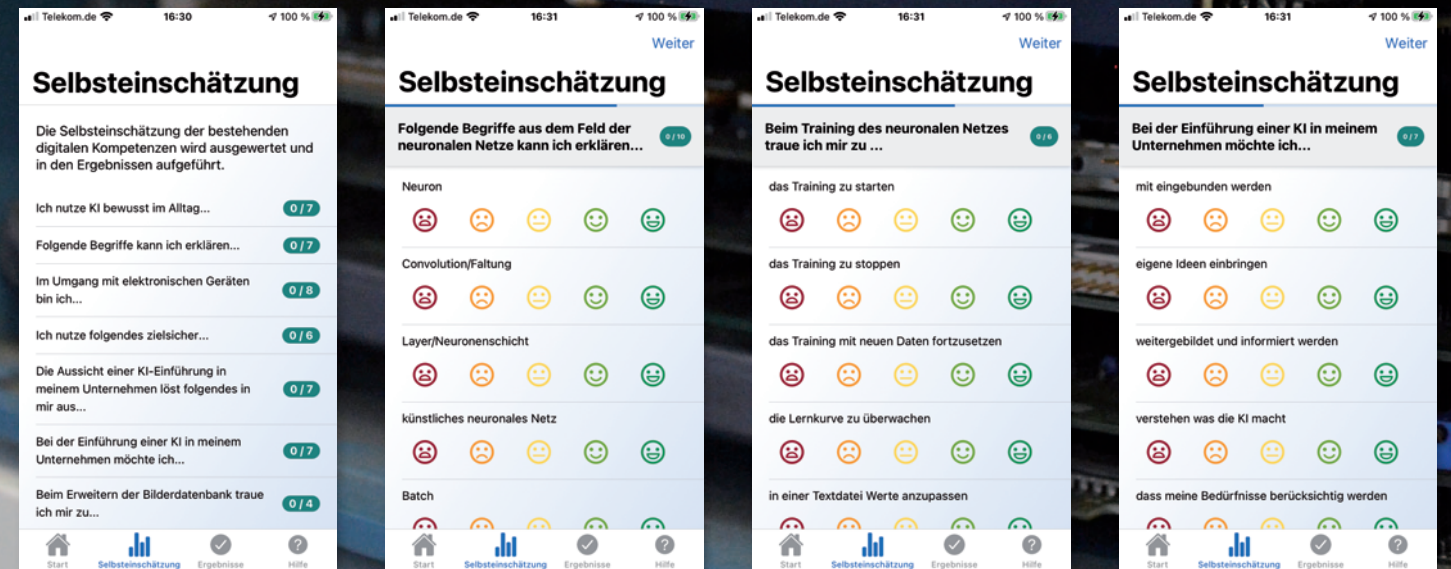 Telekom.de 16:30 100 %
Selbsteinschätzung
Die Selbsteinschätzung der bestehenden
digitalen Kompetenzen wird ausgewertet und
in den Ergebnissen aufgeführt.
Ich nutze KI bewusst im Alltag... 0/7
Folgende Begriffe kann ich erklären... 0/7
Im Umgang mit elektronischen Geräten
bin ich... 0/8
Ich nutze folgendes zielsicher... 0/6
Die Aussicht einer KI-Einführung in
meinem Unternehmen löst folgendes in
mir aus... 0/7
Bei der Einführung einer KI in meinem
Unternehmen möchte ich... 0/7
Beim Erweitern der Bilderdatenbank traue
ich mir zu... 0/4
Start Selbsteinschätzung Ergebnisse Hilfe
Telekom.de 16:31 100 %
Weiter
Selbsteinschätzung
Folgende Begriffe aus dem Feld der
neuronalen Netze kann ich erklären... 0/10
Neuron
Convolution/Faltung
Layer/Neuronenschicht
künstliches neuronales Netz
Batch
Start Selbsteinschätzung Ergebnisse Hilfe
Telekom.de 16:31 100 %
Weiter
Selbsteinschätzung
Beim Training des neuronalen Netzes
traue ich mir zu ... 0/6
das Training zu starten
das Training zu stoppen
das Training mit neuen Daten fortzusetzen
die Lernkurve zu überwachen
in einer Textdatei Werte anzupassen
Start Selbsteinschätzung Ergebnisse Hilfe
Telekom.de 16:31 100 %
Weiter
Selbsteinschätzung
Bei der Einführung einer KI in meinem
Unternehmen möchte ich... 0/7
mit eingebunden werden
eigene Ideen einbringen
weitergebildet und informiert werden
verstehen was die KI macht
dass meine Bedürfnisse berücksichtig werden
Start Selbsteinschätzung Ergebnisse Hilfe